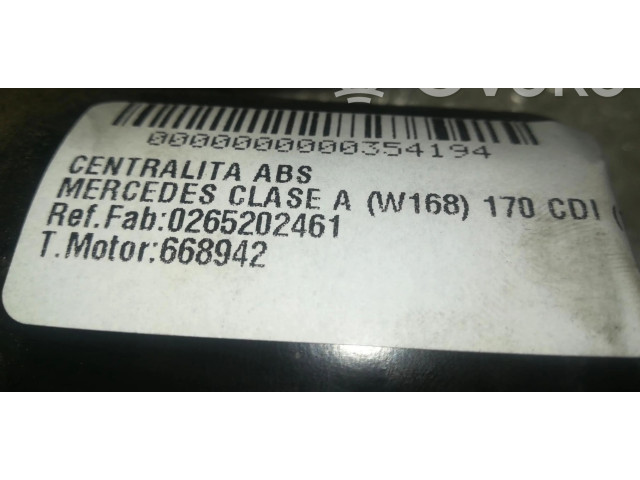 0000000000354194
CENTRALITA ABS
MERCEDES CLASE A (W168) 170 CDI (
Ref.Fab:0265202461
T.Motor:668942